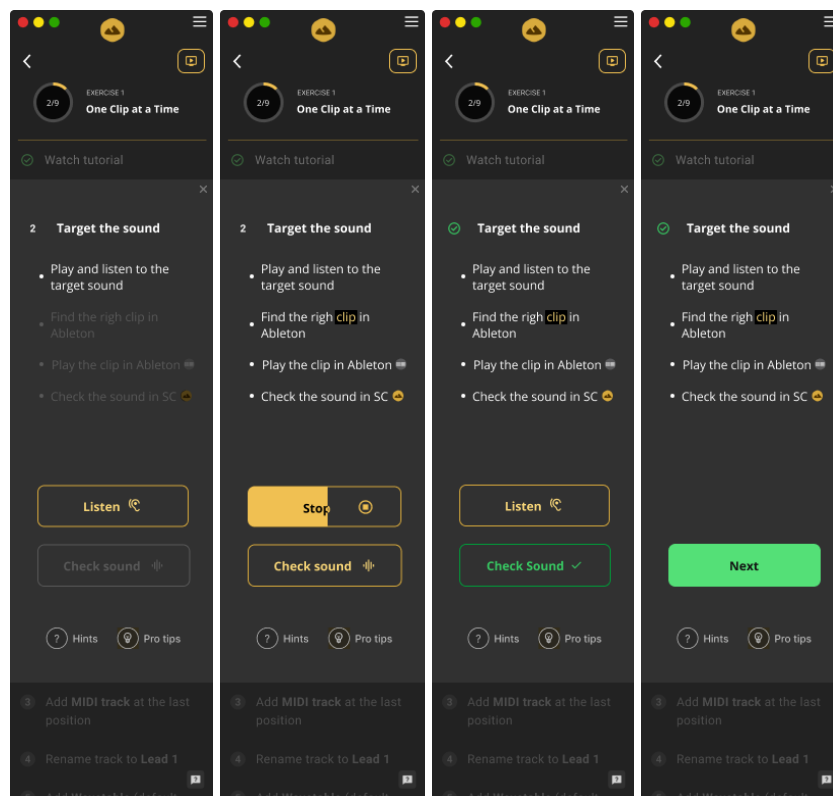 EXERCISE 1
2/9
One Clip at a Time
Watch tutorial
2 Target the sound
Play and listen to the
target sound
Find the righ clip in
Ableton
Play the clip in Ableton
Check the sound in SC
Listen
Check sound
? Hints
Pro tips
3 Add MIDI track at the last
position
4 Rename track to Lead 1
EXERCISE 1
2/9
One Clip at a Time
Watch tutorial
2 Target the sound
Play and listen to the
target sound
Find the righ clip in
Ableton
Play the clip in Ableton
Check the sound in SC
Stop
Check sound
? Hints
Pro tips
3 Add MIDI track at the last
position
4 Rename track to Lead 1
EXERCISE 1
2/9
One Clip at a Time
Watch tutorial
Target the sound
Play and listen to the
target sound
Find the righ clip in
Ableton
Play the clip in Ableton
Check the sound in SC
Listen
Check Sound
? Hints
Pro tips
3 Add MIDI track at the last
position
4 Rename track to Lead 1
EXERCISE 1
2/9
One Clip at a Time
Watch tutorial
Target the sound
Play and listen to the
target sound
Find the righ clip in
Ableton
Play the clip in Ableton
Check the sound in SC
Next
? Hints
Pro tips
3 Add MIDI track at the last
position
4 Rename track to Lead 1